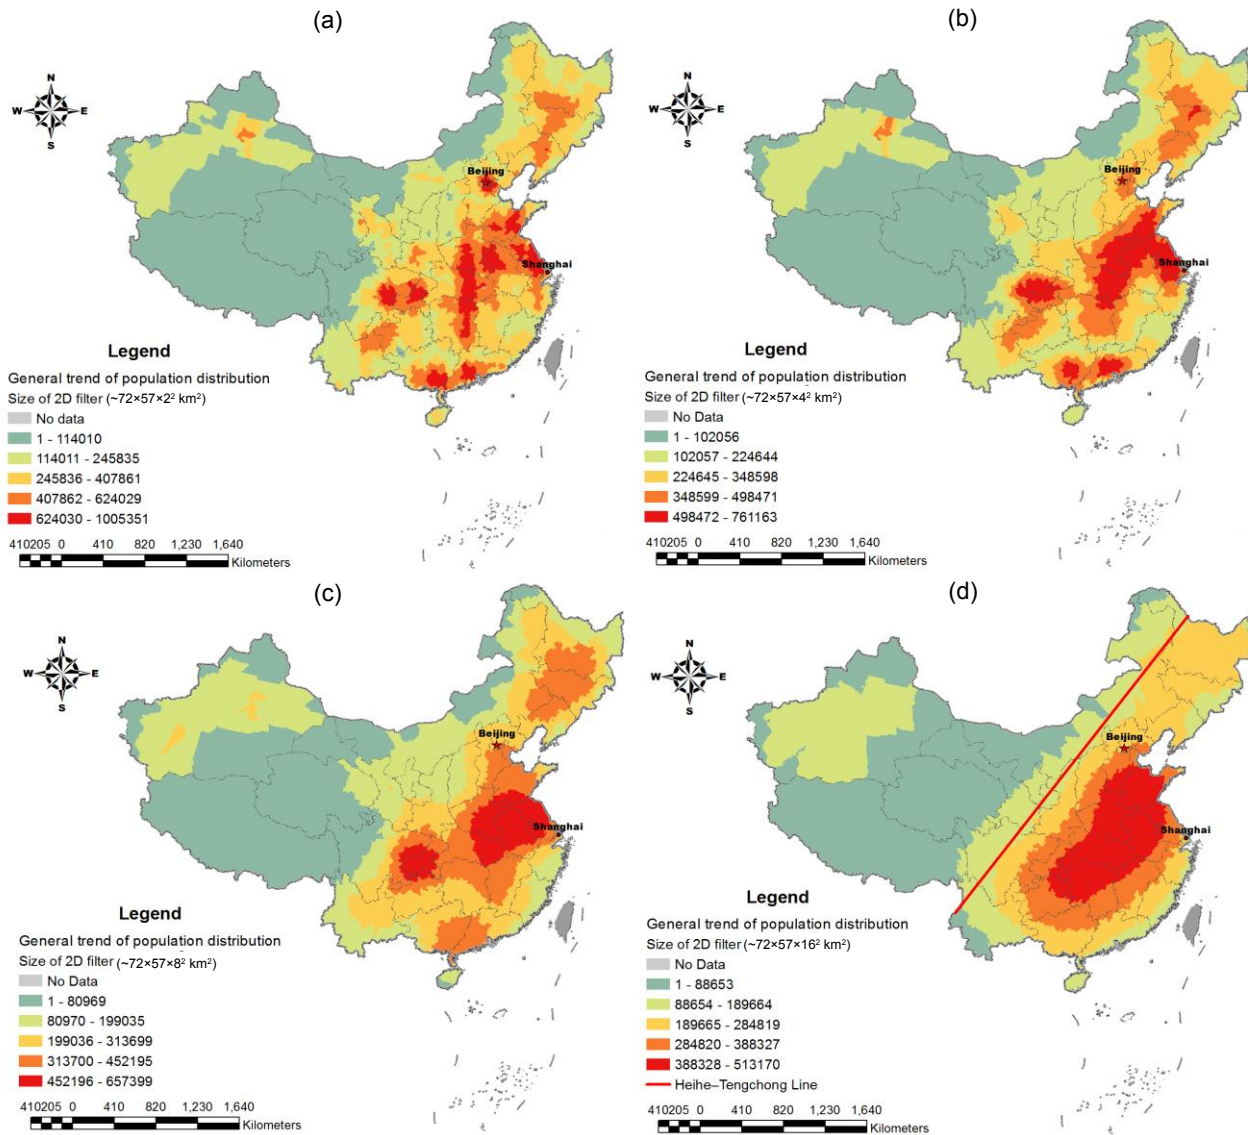 (a)
N
W E
S
Beijing
Shanghai
Legend
General trend of population distribution
Size of 2D filter (~72×57×2² km²)
No data
1 - 114010
114011 - 245835
245836 - 407861
407862 - 624029
624030 - 1005351
410205 0 410 820 1,230 1,640
Kilometers
(b)
N
W E
S
Beijing
Shanghai
Legend
General trend of population distribution
Size of 2D filter (~72×57×4² km²)
No Data
1 - 102056
102057 - 224644
224645 - 348598
348599 - 498471
498472 - 761163
410205 0 410 820 1,230 1,640
Kilometers
(c)
N
W E
S
Beijing
Shanghai
Legend
General trend of population distribution
Size of 2D filter (~72×57×8² km²)
No Data
1 - 80969
80970 - 199035
199036 - 313699
313700 - 452195
452196 - 657399
410205 0 410 820 1,230 1,640
Kilometers
(d)
N
W E
S
Beijing
Shanghai
Legend
General trend of population distribution
Size of 2D filter (~72×57×16² km²)
No Data
1 - 88653
88654 - 189664
189665 - 284819
284820 - 388327
388328 - 513170
Heihe–Tengchong Line
410205 0 410 820 1,230 1,640
Kilometers